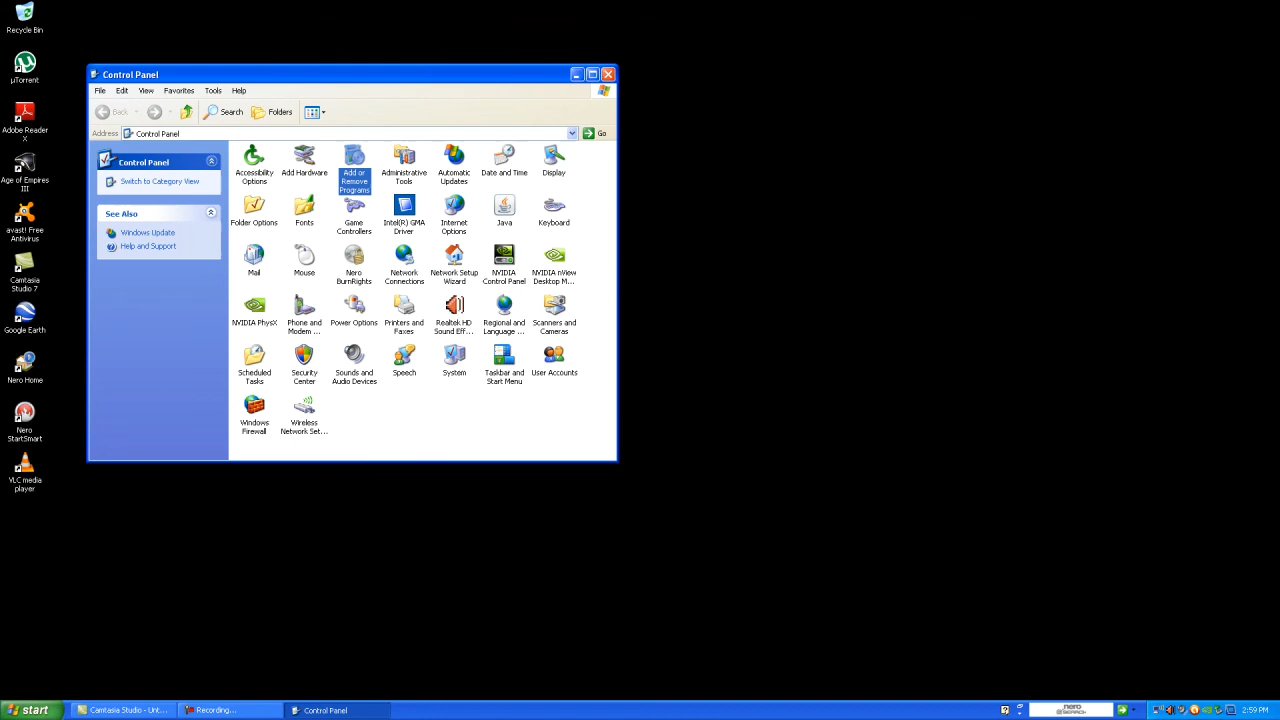 Recycle Bin
µTorrent
Adobe Reader
X
Age of Empires
III
avast! Free
Antivirus
Camtasia
Studio 7
Google Earth
Nero Home
Nero
StartSmart
VLC media
player
Control Panel
File Edit View Favorites Tools Help
Back Search Folders
Address Control Panel Go
Control Panel
Switch to Category View
See Also
Windows Update
Help and Support
Accessibility
Options
Add Hardware
Add or
Remove
Programs
Administrative
Tools
Automatic
Updates
Date and Time
Display
Folder Options
Fonts
Game
Controllers
Intel(R) GMA
Driver
Internet
Options
Java
Keyboard
Mail
Mouse
Nero
BurnRights
Network
Connections
Network Setup
Wizard
NVIDIA
Control Panel
NVIDIA nView
Desktop M...
NVIDIA PhysX
Phone and
Modem ...
Power Options
Printers and
Faxes
Realtek HD
Sound Eff...
Regional and
Language ...
Scanners and
Cameras
Scheduled
Tasks
Security
Center
Sounds and
Audio Devices
Speech
System
Taskbar and
Start Menu
User Accounts
Windows
Firewall
Wireless
Network Set...
start Camtasia Studio - Unt... Recording... Control Panel nero SEARCH 2:59 PM